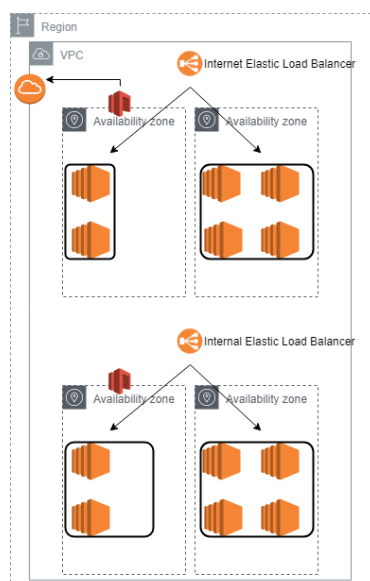 Region
VPC
Internet Elastic Load Balancer
Availability zone
Availability zone
Internal Elastic Load Balancer
Availability zone
Availability zone